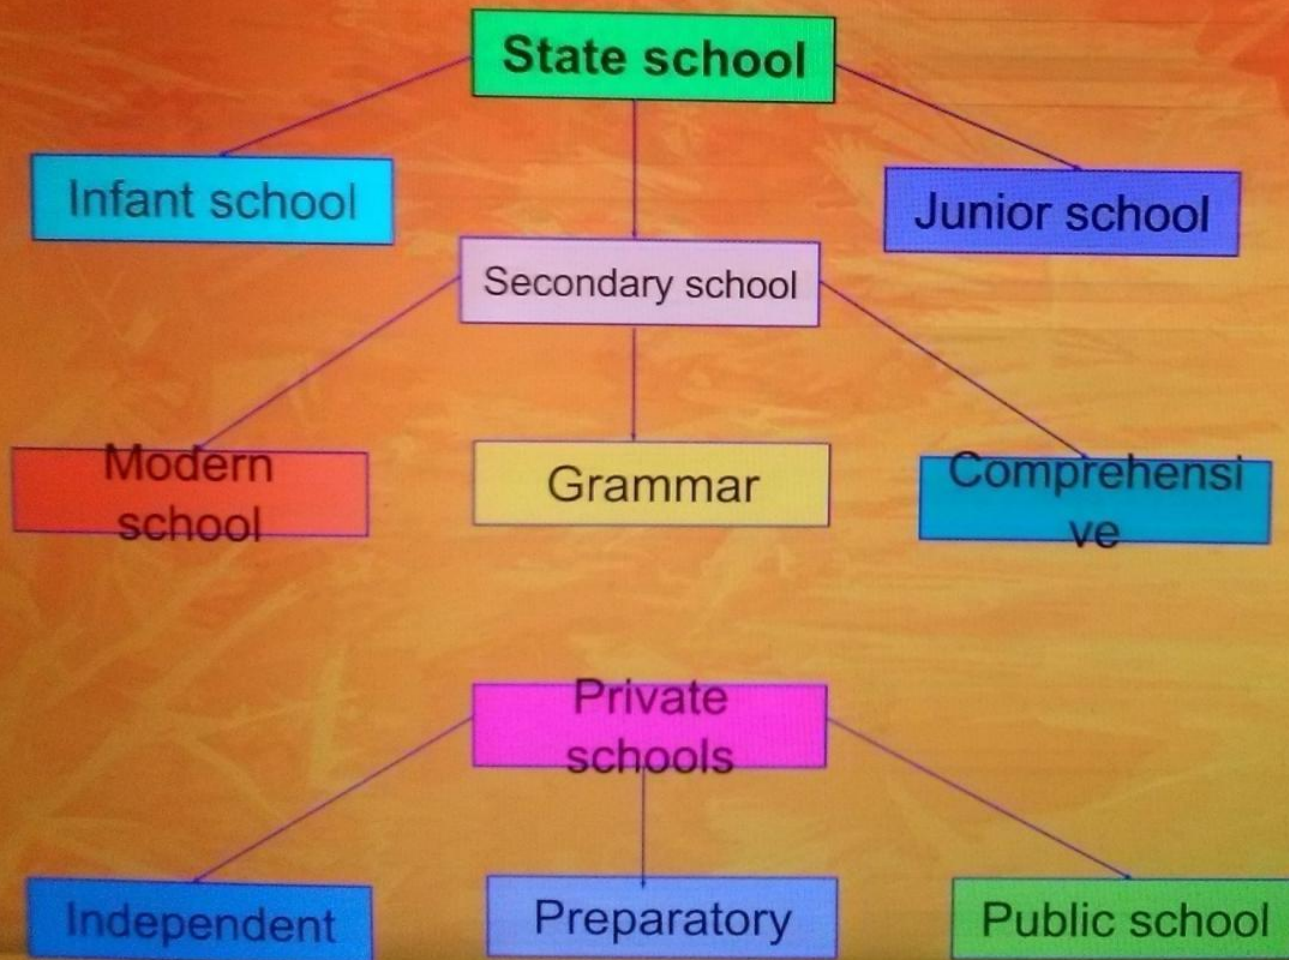 State school
Infant school
Junior school
Secondary school
Modern
school
Grammar
Comprehensi
ve
Private
schools
Independent
Preparatory
Public school